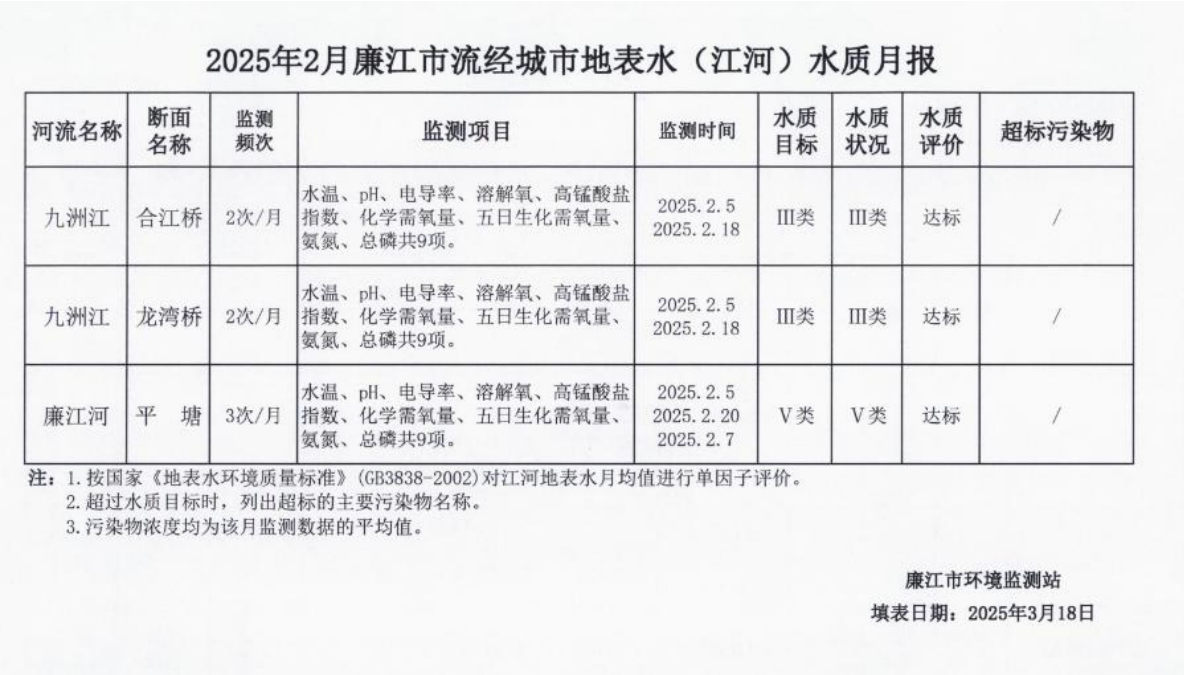 2025年2月廉江市流经城市地表水（江河）水质月报
河流名称 断面名称 监测频次 监测项目 监测时间 水质目标 水质状况 水质评价 超标污染物
九洲江 合江桥 2次/月 水温、pH、电导率、溶解氧、高锰酸盐
指数、化学需氧量、五日生化需氧量、
氨氮、总磷共9项。 2025.2.5
2025.2.18 Ⅲ类 Ⅲ类 达标 /
九洲江 龙湾桥 2次/月 水温、pH、电导率、溶解氧、高锰酸盐
指数、化学需氧量、五日生化需氧量、
氨氮、总磷共9项。 2025.2.5
2025.2.18 Ⅲ类 Ⅲ类 达标 /
廉江河 平 塘 3次/月 水温、pH、电导率、溶解氧、高锰酸盐
指数、化学需氧量、五日生化需氧量、
氨氮、总磷共9项。 2025.2.5
2025.2.20
2025.2.7 Ⅴ类 Ⅴ类 达标 /
注：1.按国家《地表水环境质量标准》(GB3838-2002)对江河地表水月均值进行单因子评价。
2.超过水质目标时，列出超标的主要污染物名称。
3.污染物浓度均为该月监测数据的平均值。
廉江市环境监测站
填表日期：2025年3月18日